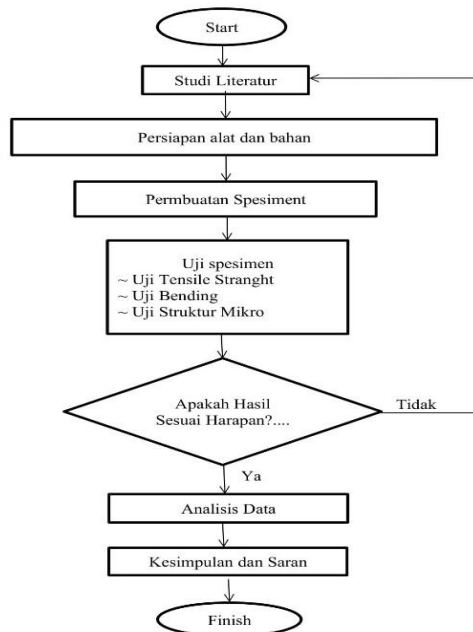 Start
Studi Literatur
Persiapan alat dan bahan
Permbuatan Spesiment
Uji spesimen
~ Uji Tensile Stranght
~ Uji Bending
~ Uji Struktur Mikro
Apakah Hasil
Sesuai Harapan?....
Tidak
Ya
Analisis Data
Kesimpulan dan Saran
Finish